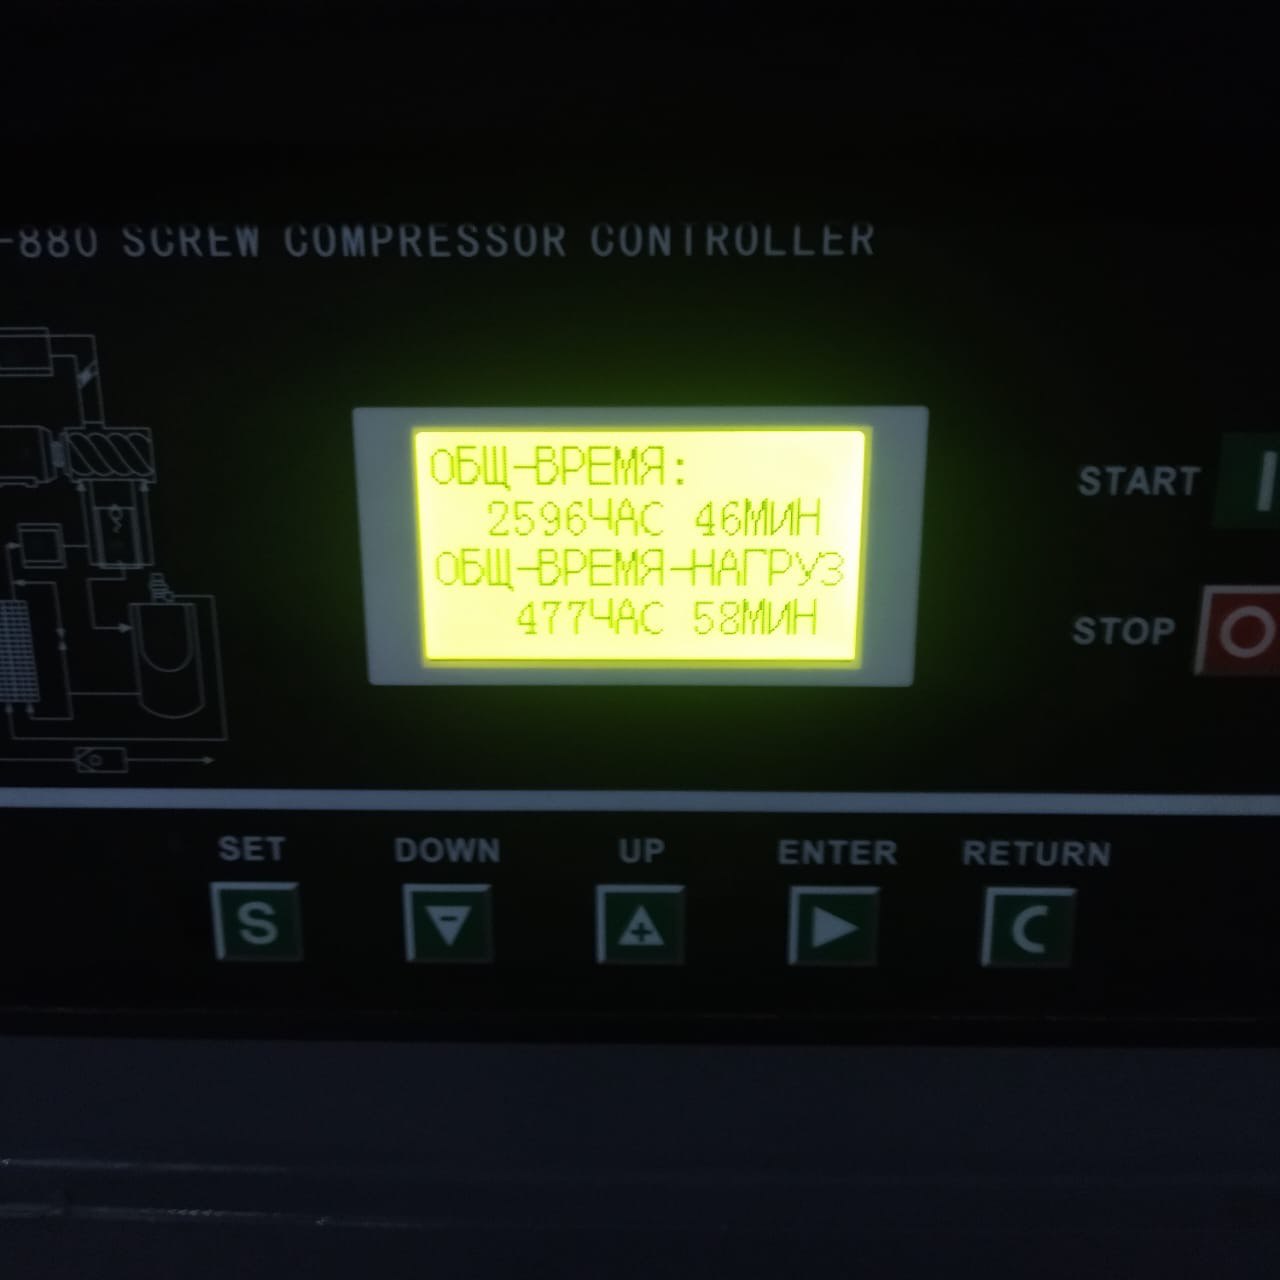 -880 SCREW COMPRESSOR CONTROLLER
ОБЩ-ВРЕМЯ:
2596ЧАС 46МИН
ОБЩ-ВРЕМЯ-НАГРУЗ
477ЧАС 58МИН
START
I
STOP
O
SET
DOWN
UP
ENTER
RETURN
S
C